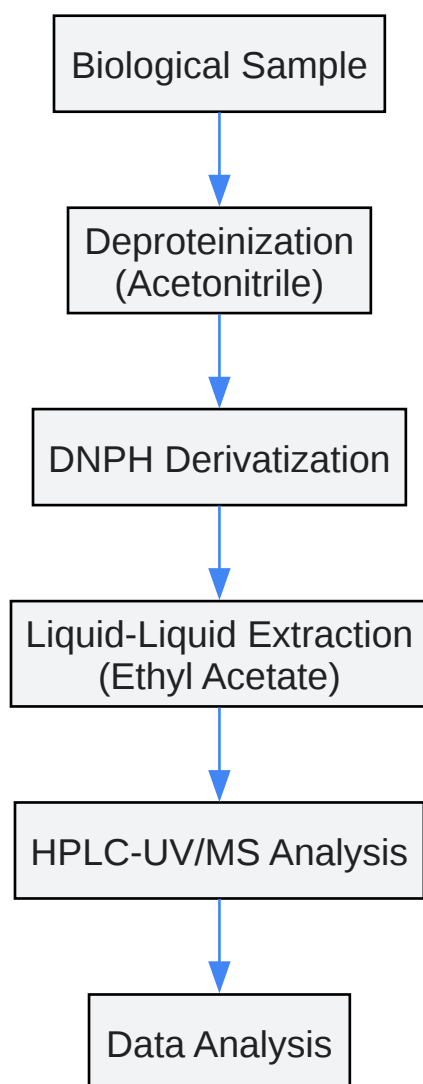 Biological Sample
Deproteinization
(Acetonitrile)
DNPH Derivatization
Liquid-Liquid Extraction
(Ethyl Acetate)
HPLC-UV/MS Analysis
Data Analysis